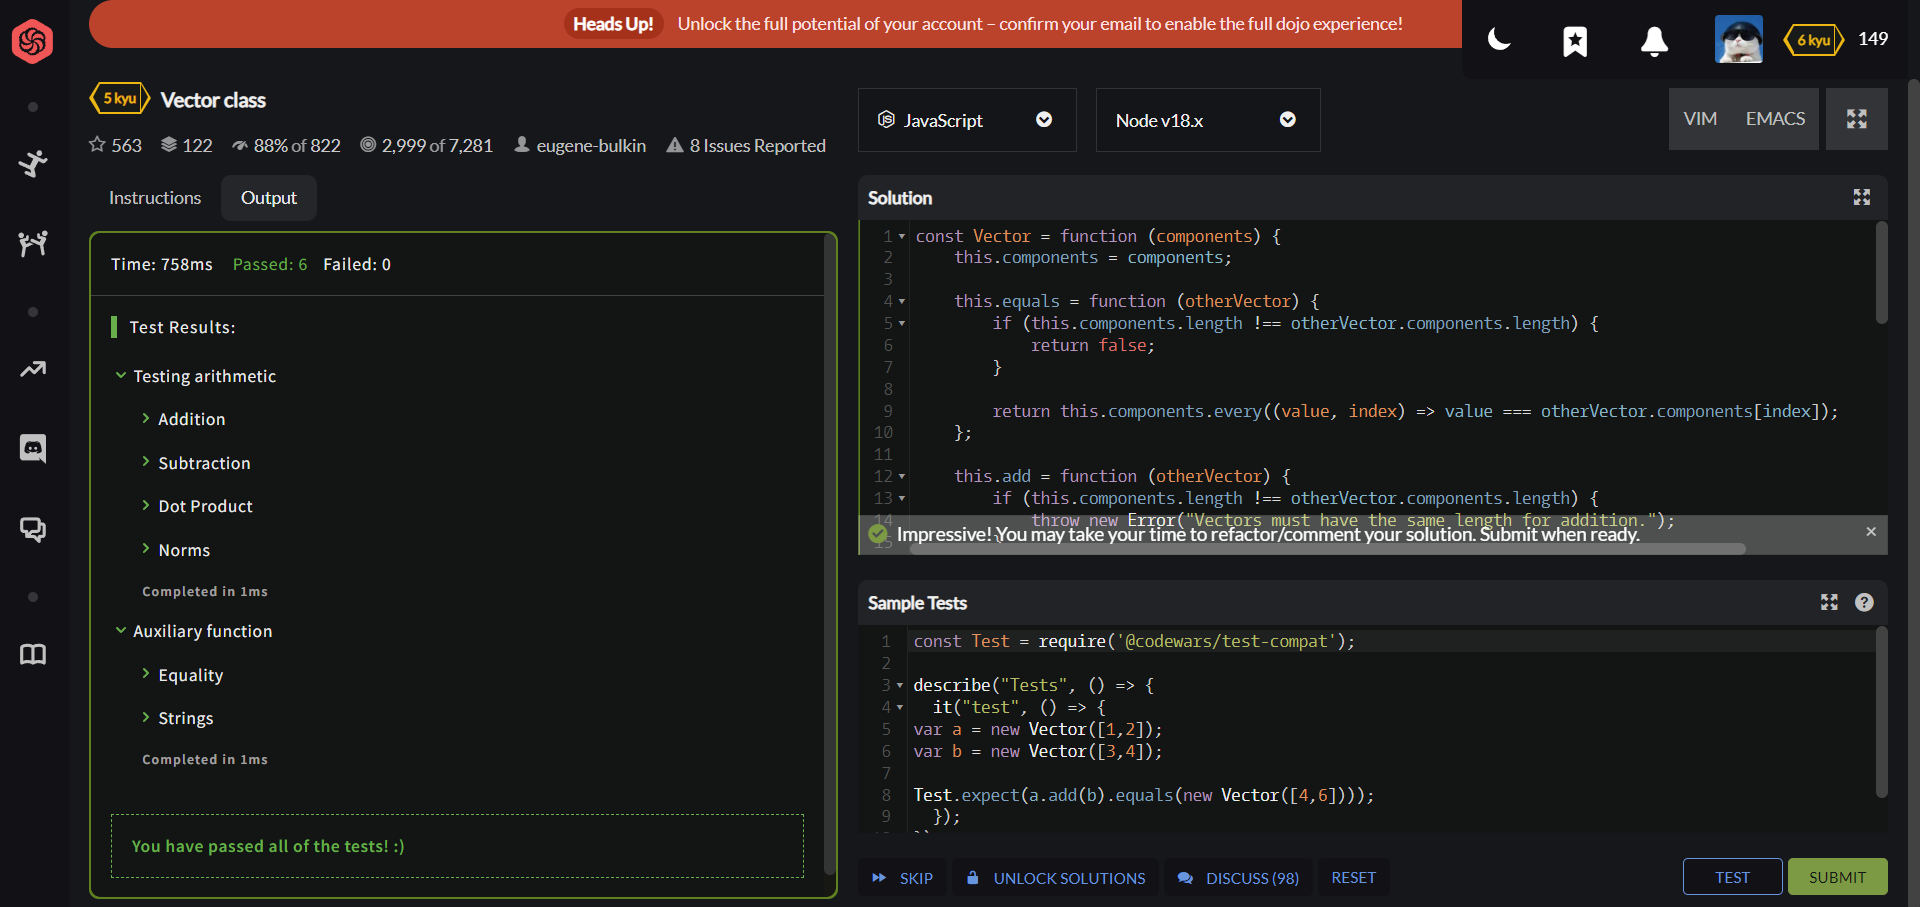 Heads Up! Unlock the full potential of your account – confirm your email to enable the full dojo experience!
6 kyu 149
5 kyu Vector class
563 122 88% of 822 2,999 of 7,281 eugene-bulkin 8 Issues Reported
JavaScript
Node v18.x
VIM EMACS
Instructions Output
Time: 758ms Passed: 6 Failed: 0
Test Results:
Testing arithmetic
Addition
Subtraction
Dot Product
Norms
Completed in 1ms
Auxiliary function
Equality
Strings
Completed in 1ms
You have passed all of the tests! :)
Solution
1 const Vector = function (components) {
2 this.components = components;
3
4 this.equals = function (otherVector) {
5 if (this.components.length !== otherVector.components.length) {
6 return false;
7 }
8
9 return this.components.every((value, index) => value === otherVector.components[index]);
10 };
11
12 this.add = function (otherVector) {
13 if (this.components.length !== otherVector.components.length) {
14 throw new Error("Vectors must have the same length for addition.");
15 }
Impressive! You may take your time to refactor/comment your solution. Submit when ready.
Sample Tests
1 const Test = require('@codewars/test-compat');
2
3 describe("Tests", () => {
4 it("test", () => {
5 var a = new Vector([1,2]);
6 var b = new Vector([3,4]);
7
8 Test.expect(a.add(b).equals(new Vector([4,6])));
9 });
SKIP UNLOCK SOLUTIONS DISCUSS (98) RESET
TEST SUBMIT